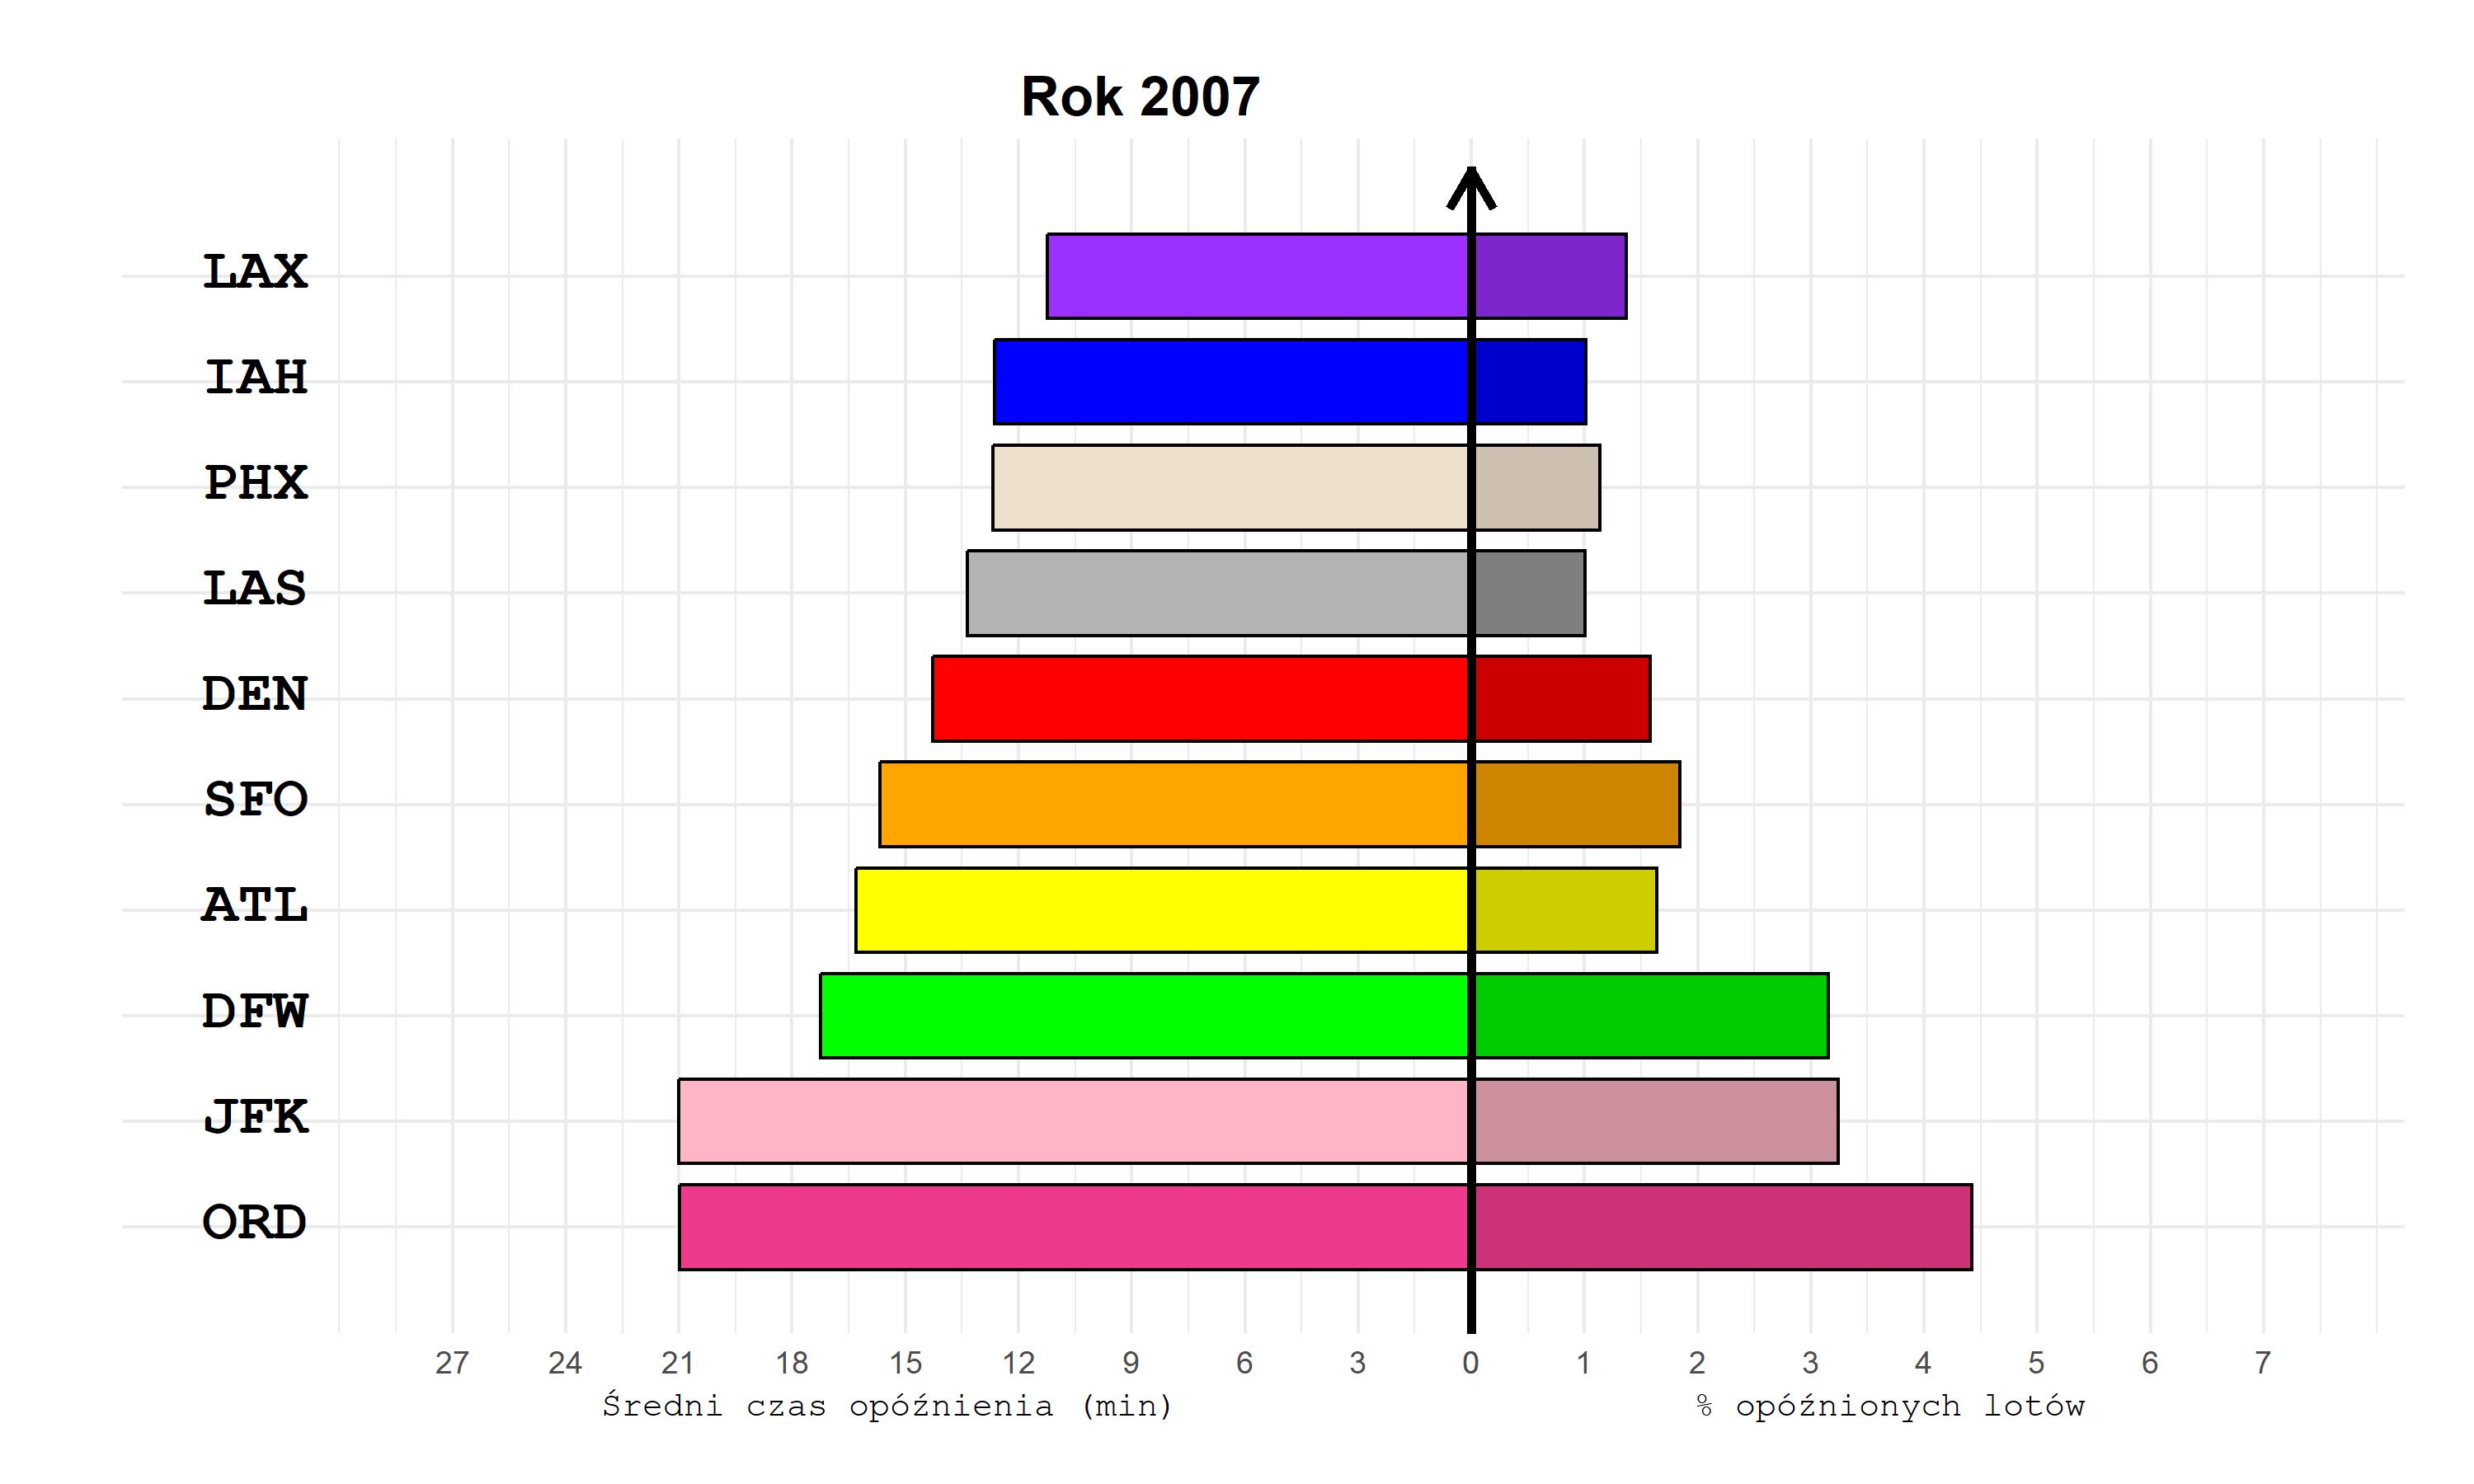 Rok 2007
LAX
IAH
PHX
LAS
DEN
SFO
ATL
DFW
JFK
ORD
27 24 21 18 15 12 9 6 3 0 1 2 3 4 5 6 7
Średni czas opóźnienia (min) % opóźnionych lotów